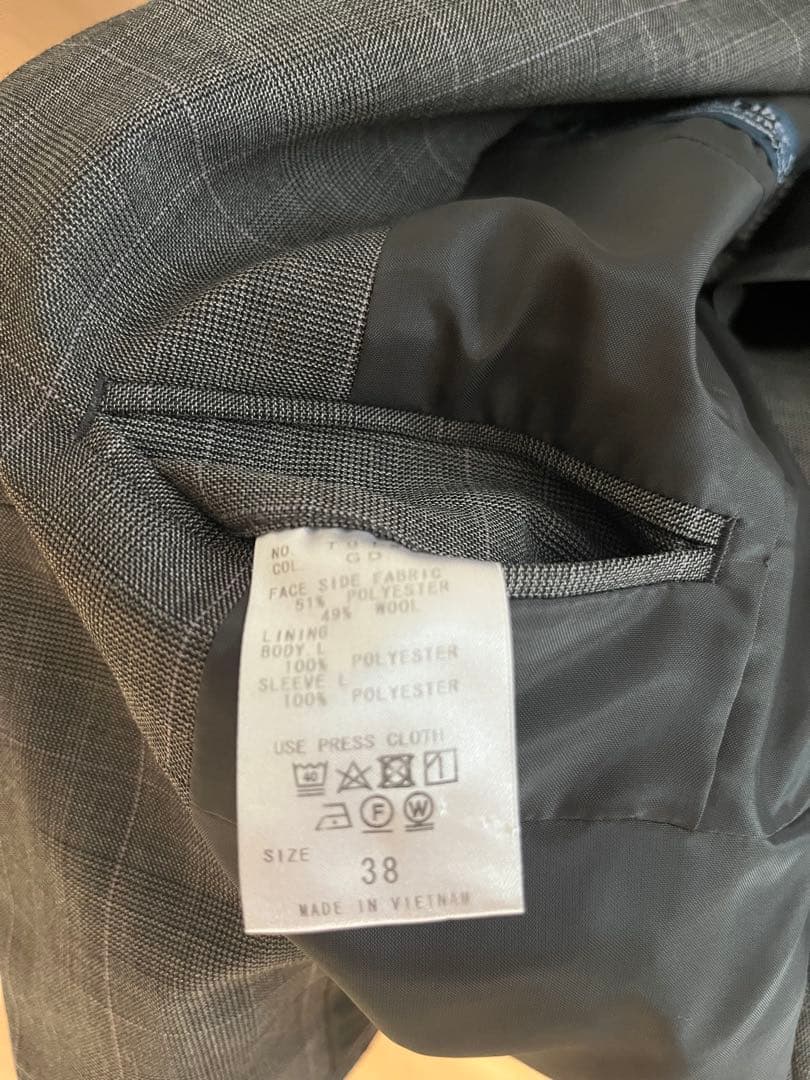 NO.
COL.
FACE SIDE FABRIC
51% POLYESTER
49% WOOL
LINING
BODY L
100% POLYESTER
SLEEVE L
100% POLYESTER
USE PRESS CLOTH
40
F W
SIZE
38
MADE IN VIETNAM